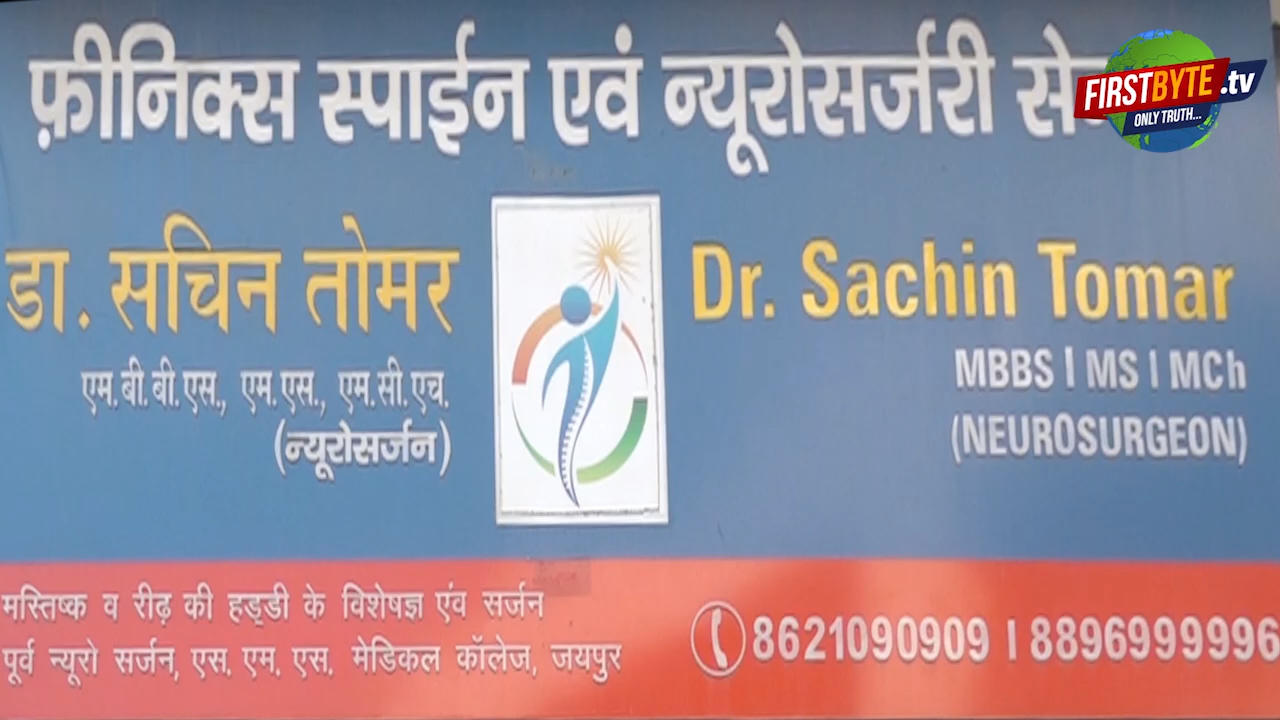 फ़ीनिक्स स्पाईन एवं न्यूरोसर्जरी
FIRSTBYTE.tv
ONLY TRUTH...
डा. सचिन तोमर
एम.बी.बी.एस., एम.एस., एम.सी.एच.
(न्यूरोसर्जन)
Dr. Sachin Tomar
MBBS | MS | MCh
(NEUROSURGEON)
मस्तिष्क व रीढ़ की हड्डी के विशेषज्ञ एंव सर्जन
पूर्व न्यूरो सर्जन, एस. एम. एस. मेडिकल कॉलेज, जयपुर
8621090909 | 8896999996